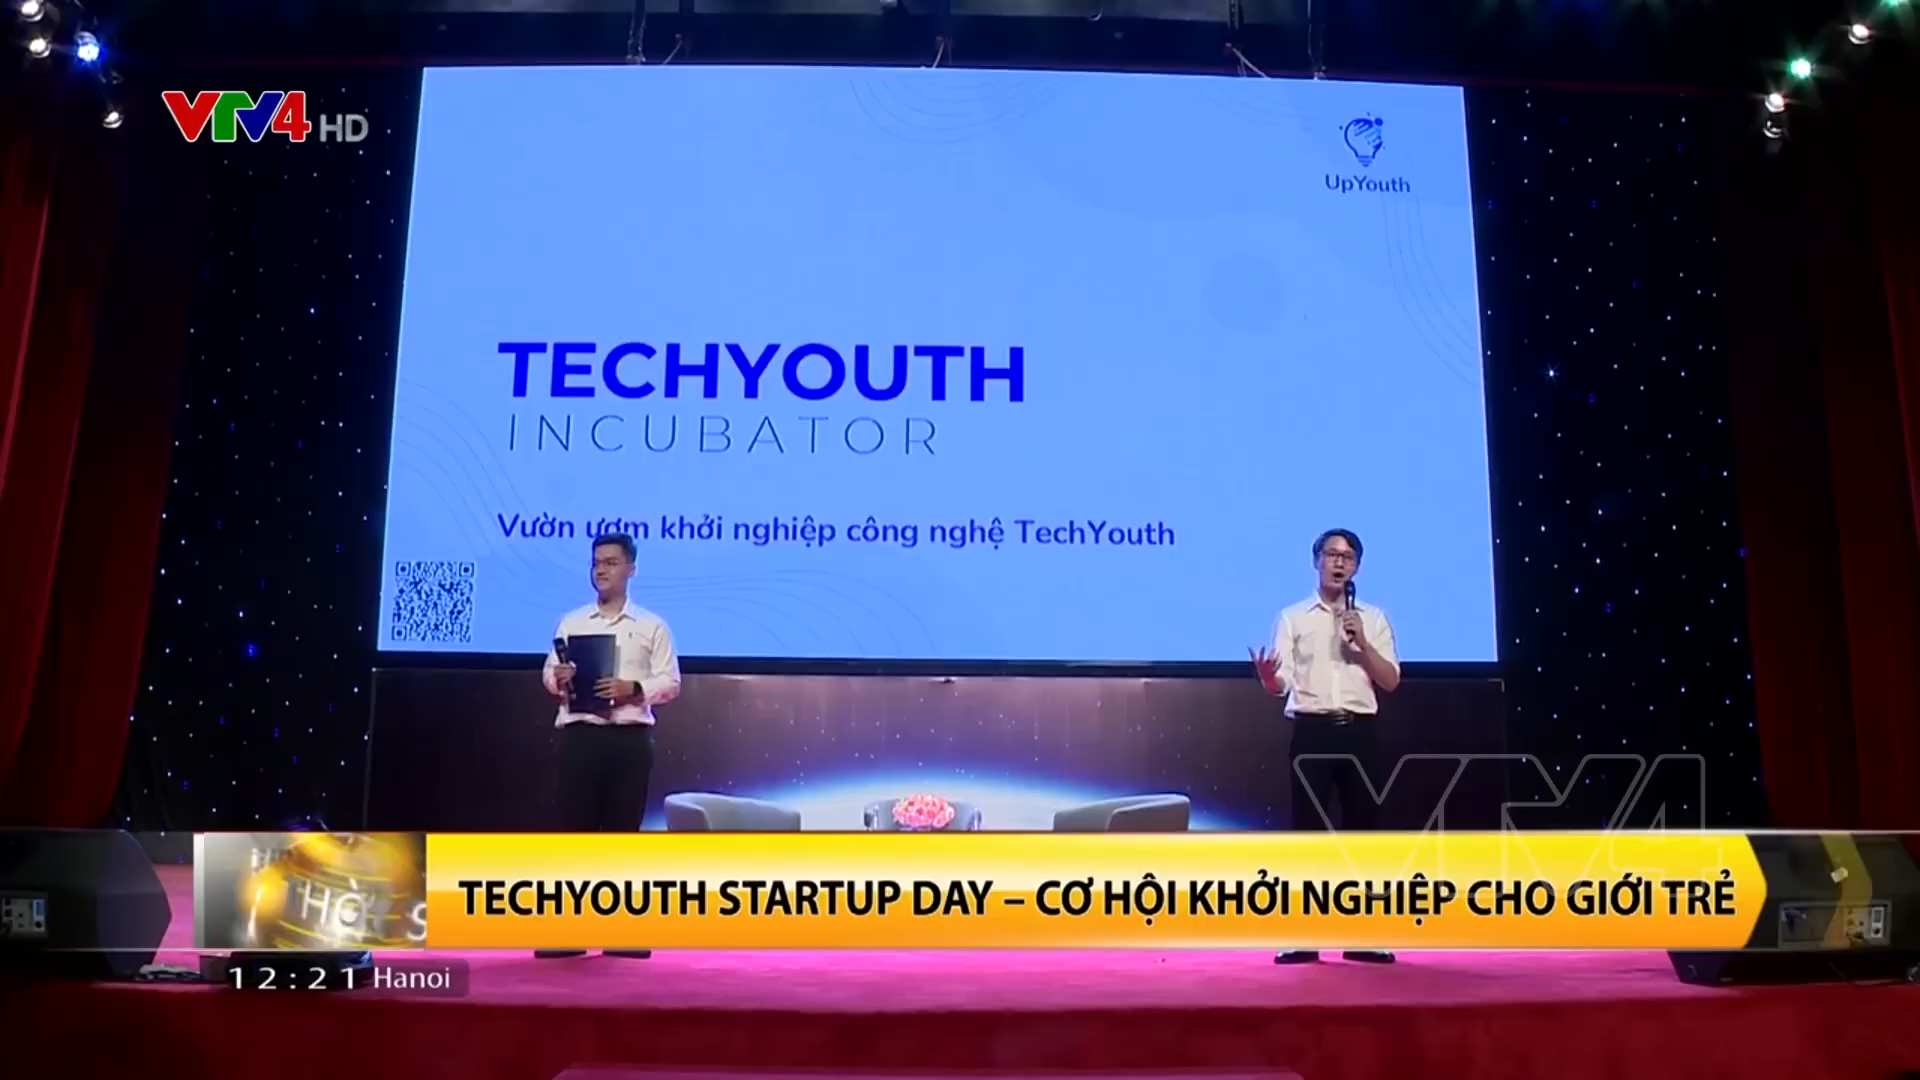 VTV4 HD
UpYouth
TECHYOUTH
INCUBATOR
Vườn ươm khởi nghiệp công nghệ TechYouth
VTV4
TECHYOUTH STARTUP DAY – CƠ HỘI KHỞI NGHIỆP CHO GIỚI TRẺ
12:21 Hanoi